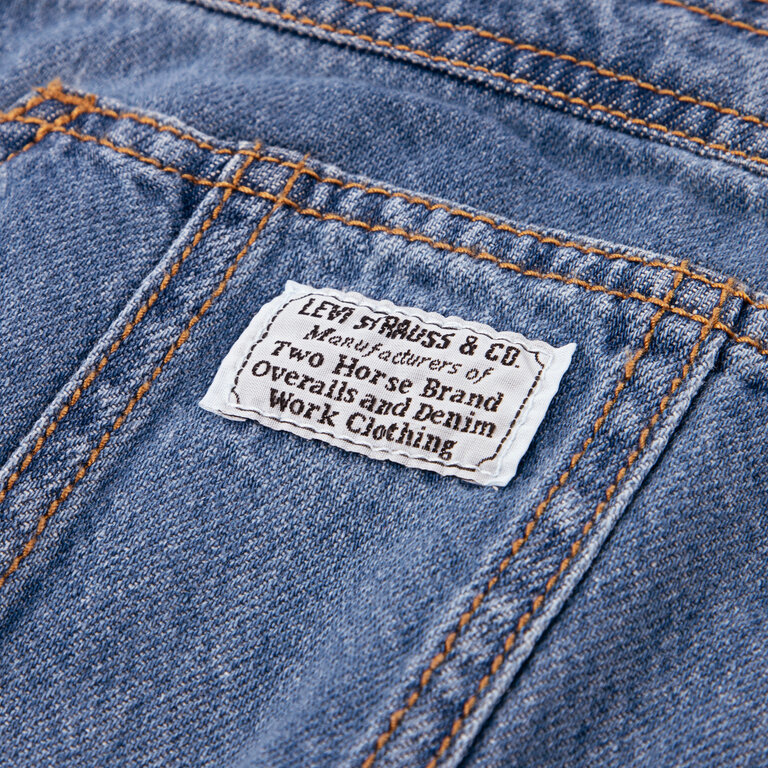 LEVI STRAUSS & CO.
Manufacturers of
Two Horse Brand
Overalls and Denim
Work Clothing